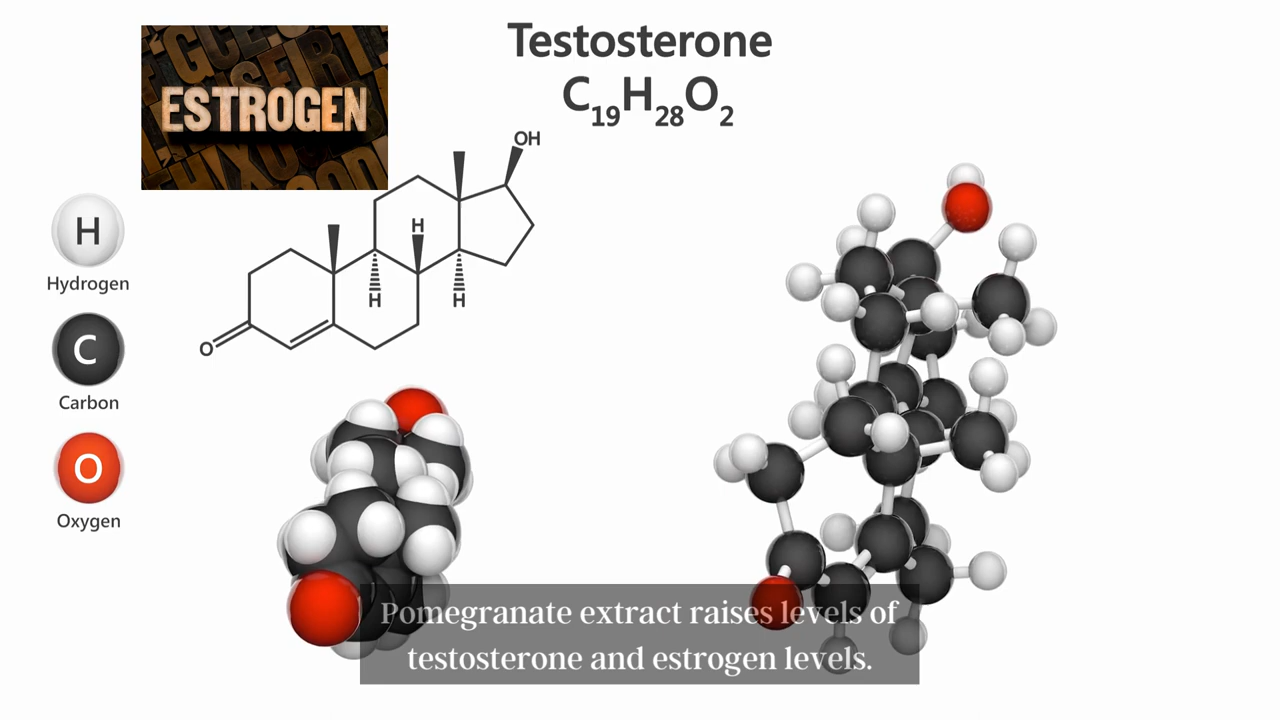 Testosterone
C19H28O2
ESTROGEN
OH
H
H
H
O
H
Hydrogen
C
Carbon
O
Oxygen
Pomegranate extract raises levels of
testosterone and estrogen levels.